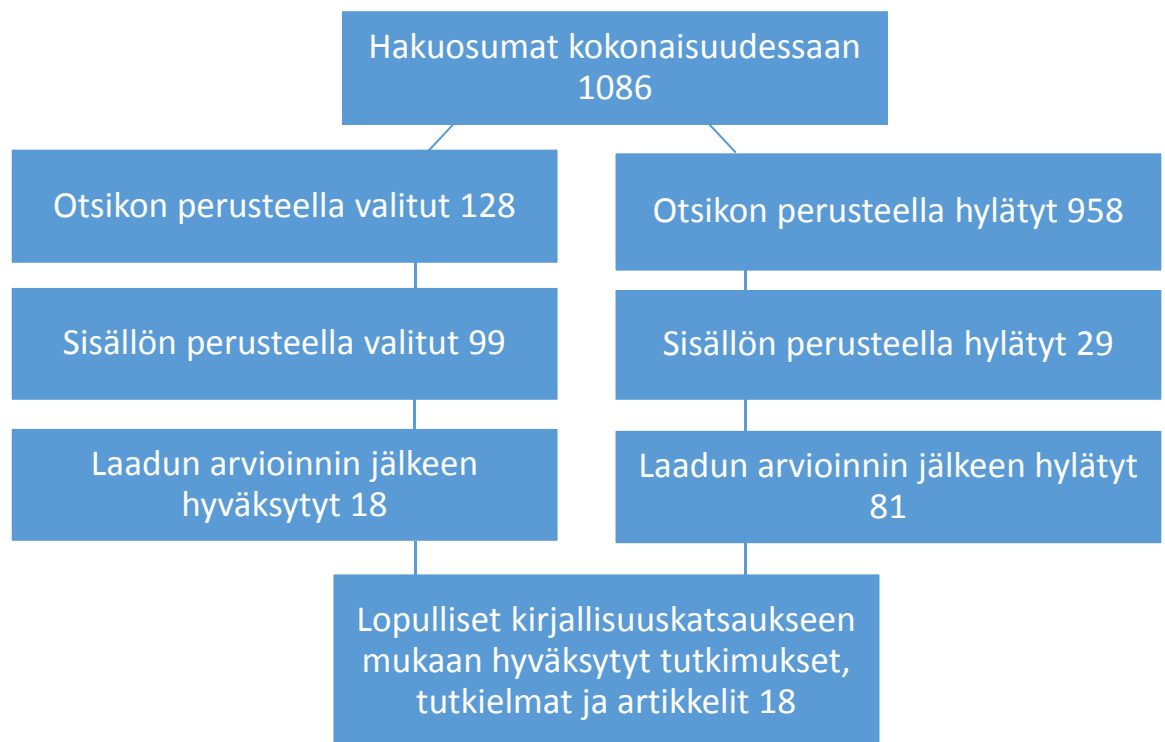 Hakuosumat kokonaisuudessaan
1086
Otsikon perusteella valitut 128
Otsikon perusteella hylätyt 958
Sisällön perusteella valitut 99
Sisällön perusteella hylätyt 29
Laadun arvioinnin jälkeen
hyväksytyt 18
Laadun arvioinnin jälkeen hylätyt
81
Lopulliset kirjallisuuskatsaukseen
mukaan hyväksytyt tutkimukset,
tutkielmat ja artikkelit 18